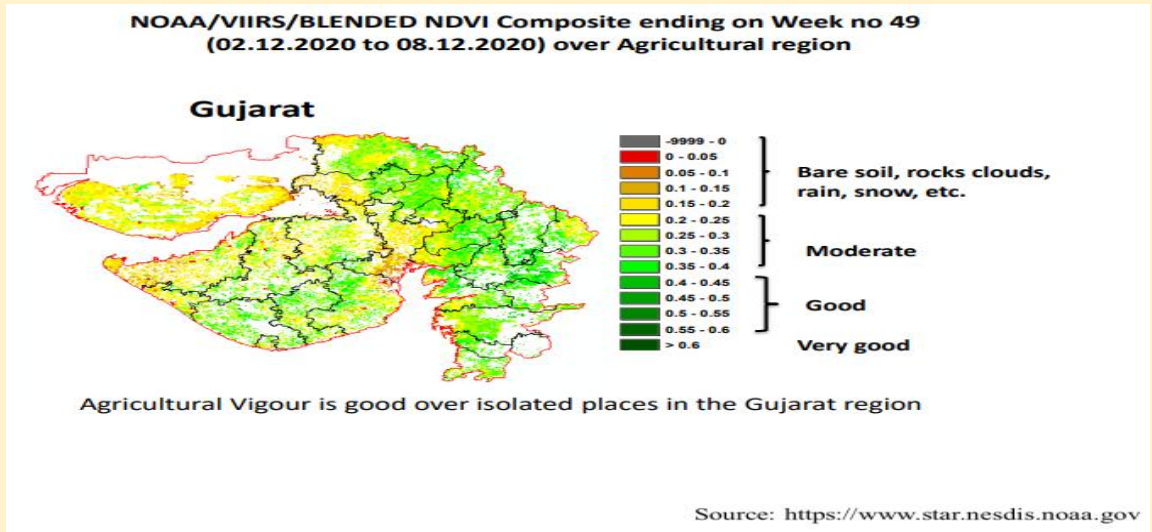 NOAA/VIIRS/BLENDED NDVI Composite ending on Week no 49
(02.12.2020 to 08.12.2020) over Agricultural region
Gujarat
-9999 - 0
0 - 0.05
0.05 - 0.1
0.1 - 0.15
0.15 - 0.2
0.2 - 0.25
0.25 - 0.3
0.3 - 0.35
0.35 - 0.4
0.4 - 0.45
0.45 - 0.5
0.5 - 0.55
0.55 - 0.6
> 0.6
Bare soil, rocks clouds,
rain, snow, etc.
Moderate
Good
Very good
Agricultural Vigour is good over isolated places in the Gujarat region
Source: https://www.star.nesdis.noaa.gov